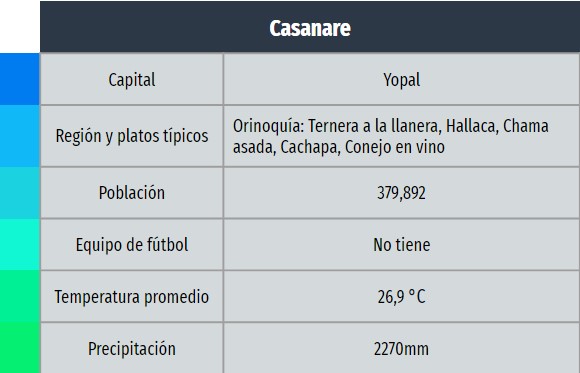 Casanare
Capital
Yopal
Región y platos típicos
Orinoquía: Ternera a la llanera, Hallaca, Chama
asada, Cachapa, Conejo en vino
Población
379,892
Equipo de fútbol
No tiene
Temperatura promedio
26,9 °C
Precipitación
2270mm